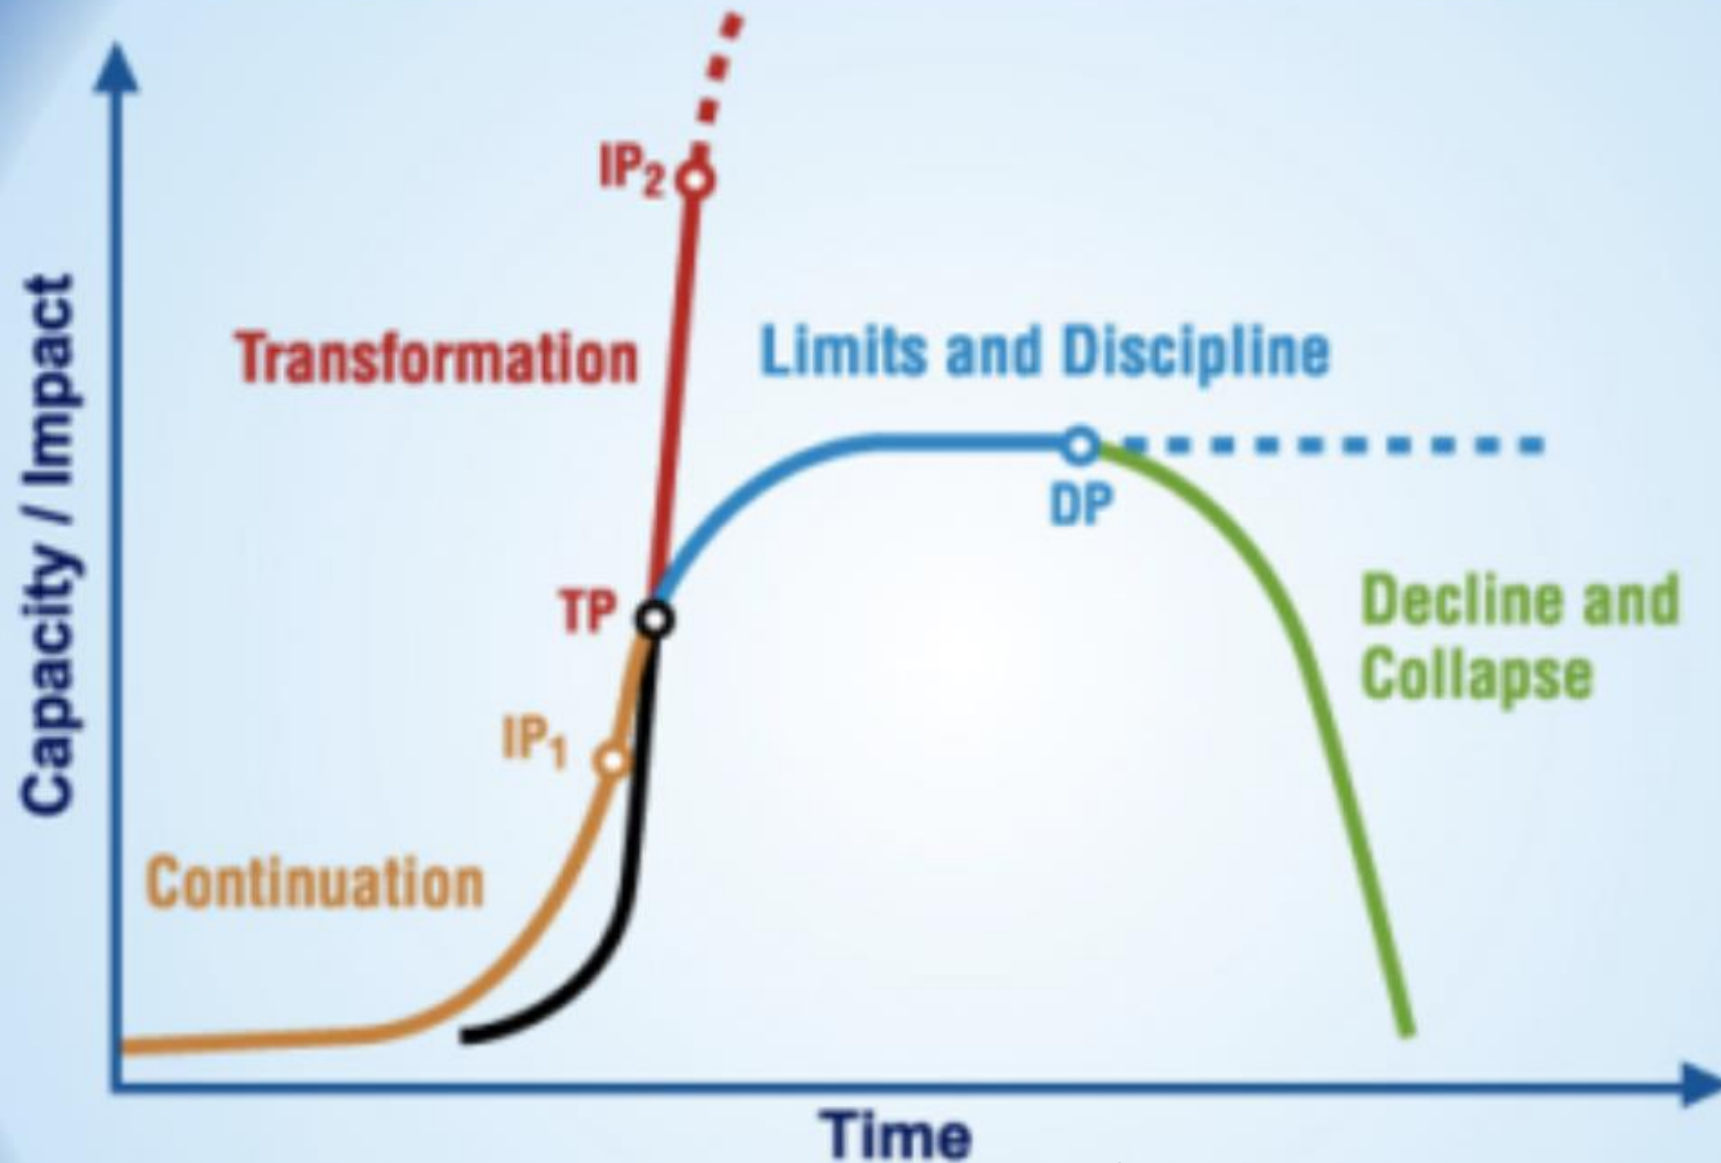 IP₂
Transformation
Limits and Discipline
DP
TP
Decline and
Collapse
IP₁
Continuation
Capacity / Impact
Time